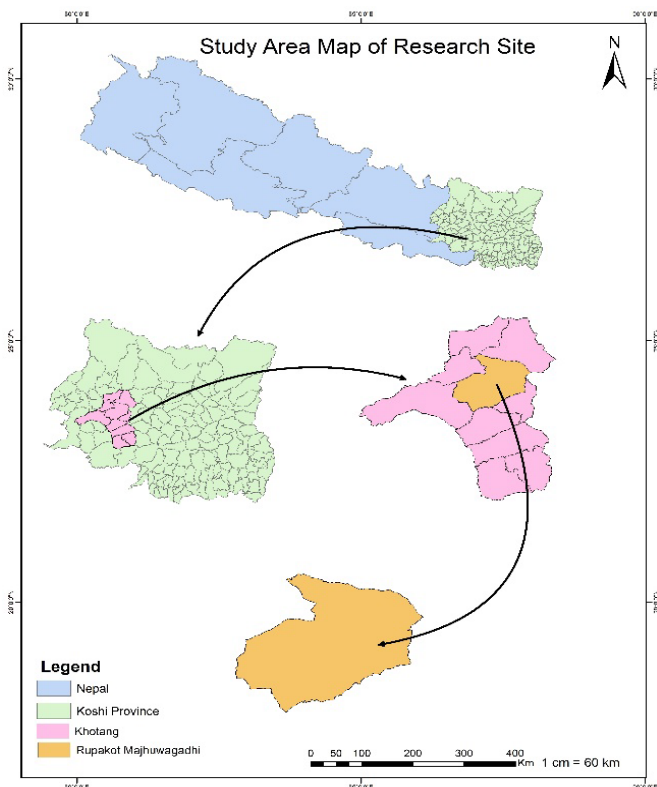 Study Area Map of Research Site
N
Legend
Nepal
Koshi Province
Khotang
Rupakot Majhuwagadhi
0 50 100 200 300 400 Km 1 cm = 60 km